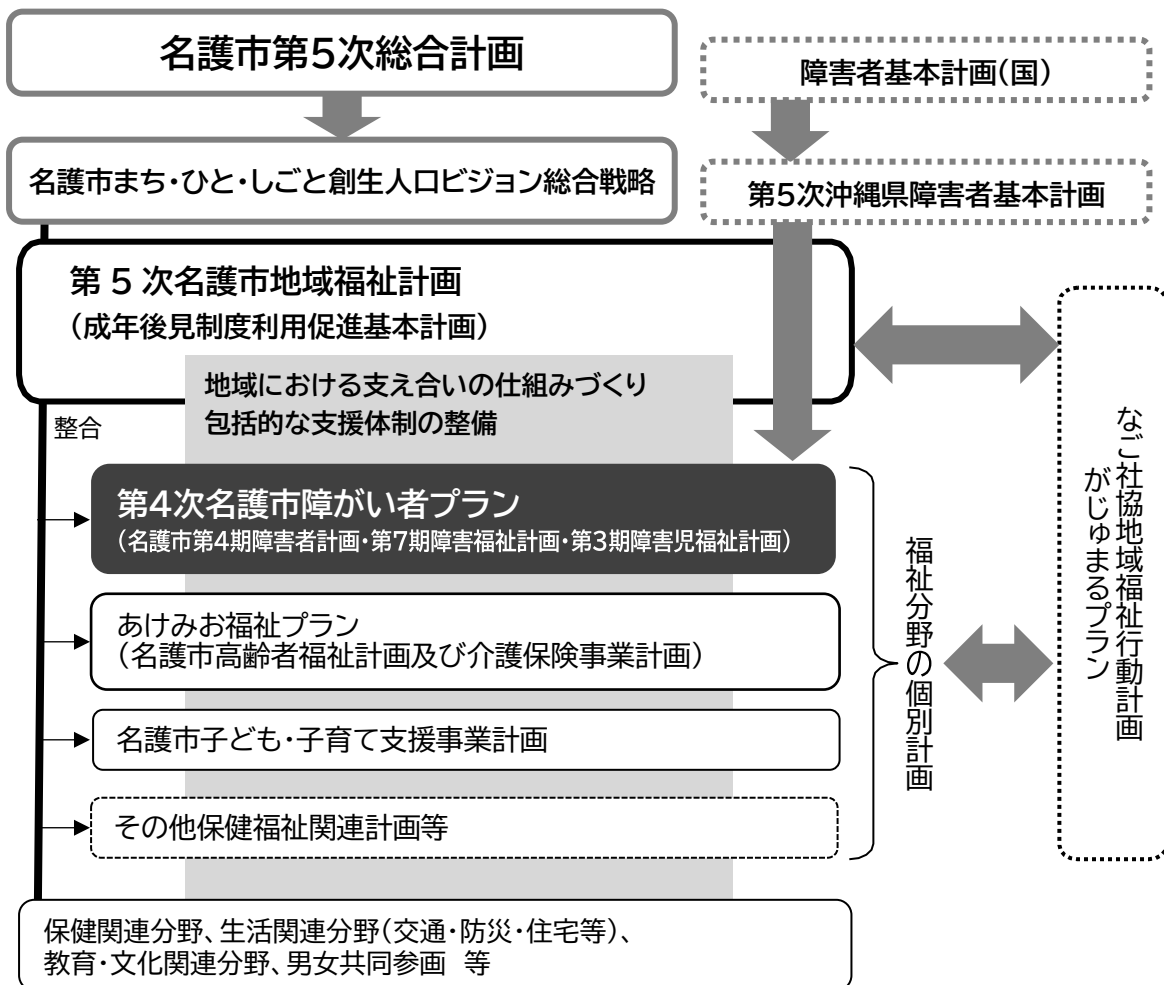 名護市第5次総合計画
障害者基本計画(国)
名護市まち・ひと・しごと創生人口ビジョン総合戦略
第5次沖縄県障害者基本計画
第 5 次名護市地域福祉計画
(成年後見制度利用促進基本計画)
地域における支え合いの仕組みづくり
包括的な支援体制の整備
整合
第4次名護市障がい者プラン
(名護市第4期障害者計画・第7期障害福祉計画・第3期障害児福祉計画)
あけみお福祉プラン
(名護市高齢者福祉計画及び介護保険事業計画)
名護市子ども・子育て支援事業計画
その他保健福祉関連計画等
福祉分野の個別計画
なご社協地域福祉行動計画
がじゅまるプラン
保健関連分野、生活関連分野(交通・防災・住宅等)、
教育・文化関連分野、男女共同参画 等